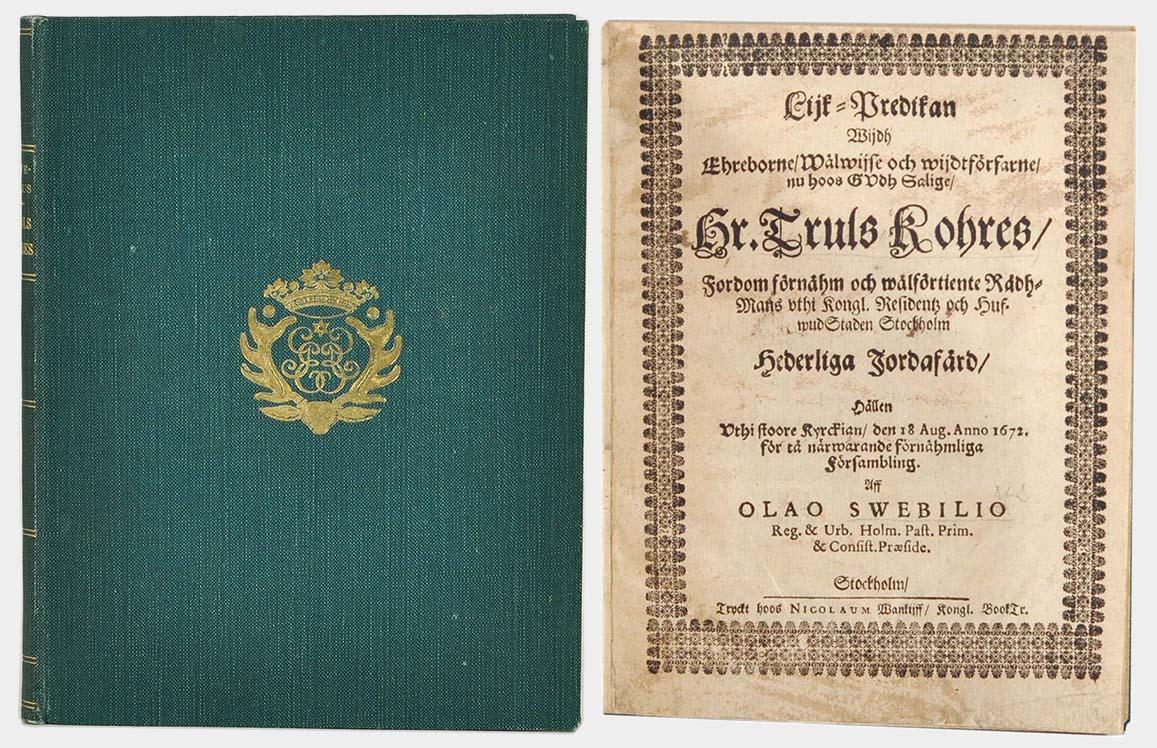 Lijk-Predikan
Wijdh
Ehreborne/ Wälwijse och wijdtförfarne/
nu hoos GUdh Salige/
Hr. Truls Kohres/
Fordom förnähm och wälförtiente Rådh-
Mans vthi Kongl. Residentz och Huf-
wudStaden Stockholm
Hederliga Jordafärd/
Hållen
Vthi stoore Kyrckian/ den 18 Aug. Anno 1672.
för tå närwarande förnähmliga
Försambling.
Aff
OLAO SWEBILIO
Reg. & Urb. Holm. Past. Prim.
& Consist. Præside.
Stockholm/
Tryckt hoos NICOLAUM Wankijff/ Kongl. BookTr.